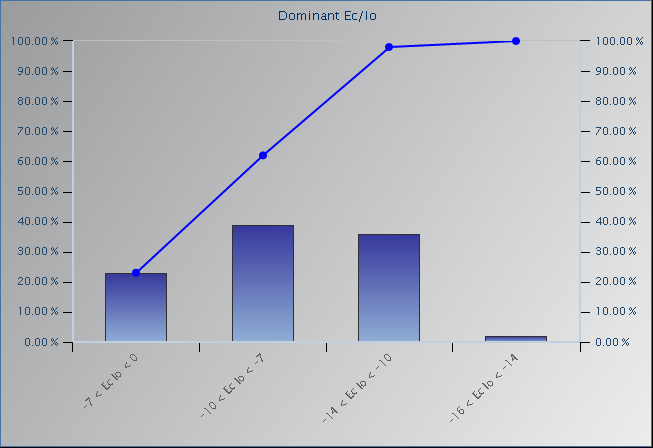 Dominant Ec/Io
100.00 % 100.00 %
90.00 % 90.00 %
80.00 % 80.00 %
70.00 % 70.00 %
60.00 % 60.00 %
50.00 % 50.00 %
40.00 % 40.00 %
30.00 % 30.00 %
20.00 % 20.00 %
10.00 % 10.00 %
0.00 % 0.00 %
-7 < Ec Io < 0
-10 < Ec Io < -7
-14 < Ec Io < -10
-16 < Ec Io < -14